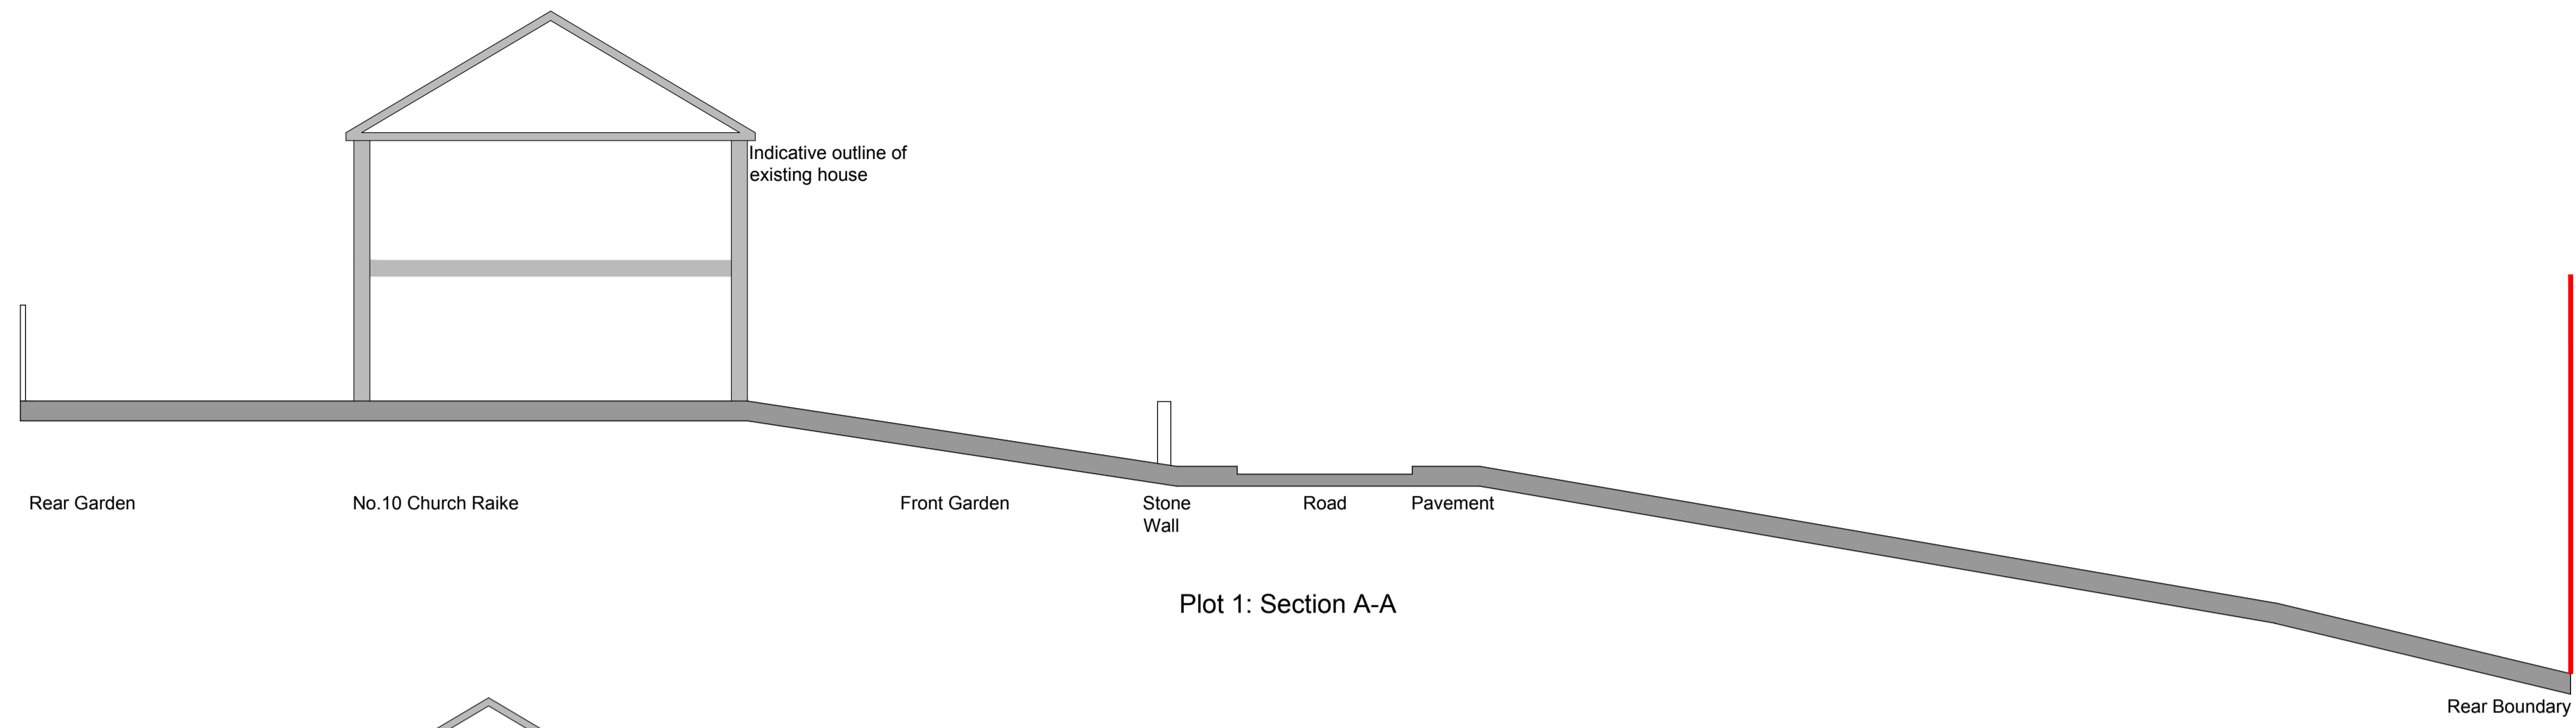 Indicative outline of
existing house
Rear Garden
No.10 Church Raike
Front Garden
Stone
Wall
Road
Pavement
Plot 1: Section A-A
Rear Boundary